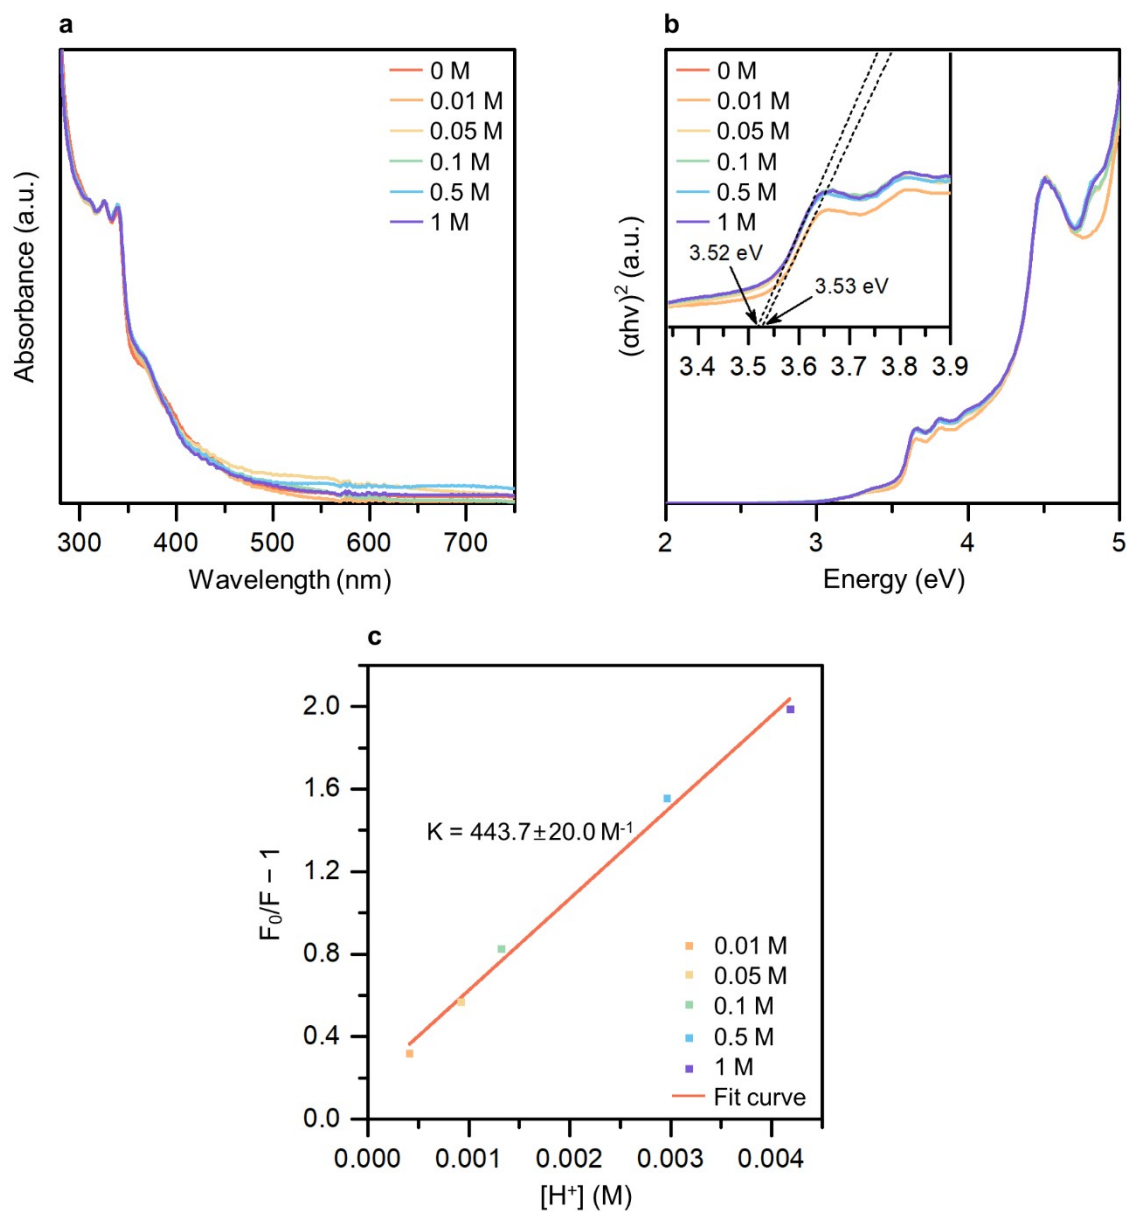 a
Absorbance (a.u.)
0 M
0.01 M
0.05 M
0.1 M
0.5 M
1 M
300 400 500 600 700
Wavelength (nm)
b
(αhv)² (a.u.)
0 M
0.01 M
0.05 M
0.1 M
0.5 M
1 M
3.52 eV
3.53 eV
3.4 3.5 3.6 3.7 3.8 3.9
2 3 4 5
Energy (eV)
c
F₀/F − 1
2.0
1.6
1.2
0.8
0.4
0.0
K = 443.7±20.0 M⁻¹
0.01 M
0.05 M
0.1 M
0.5 M
1 M
Fit curve
0.000 0.001 0.002 0.003 0.004
[H⁺] (M)